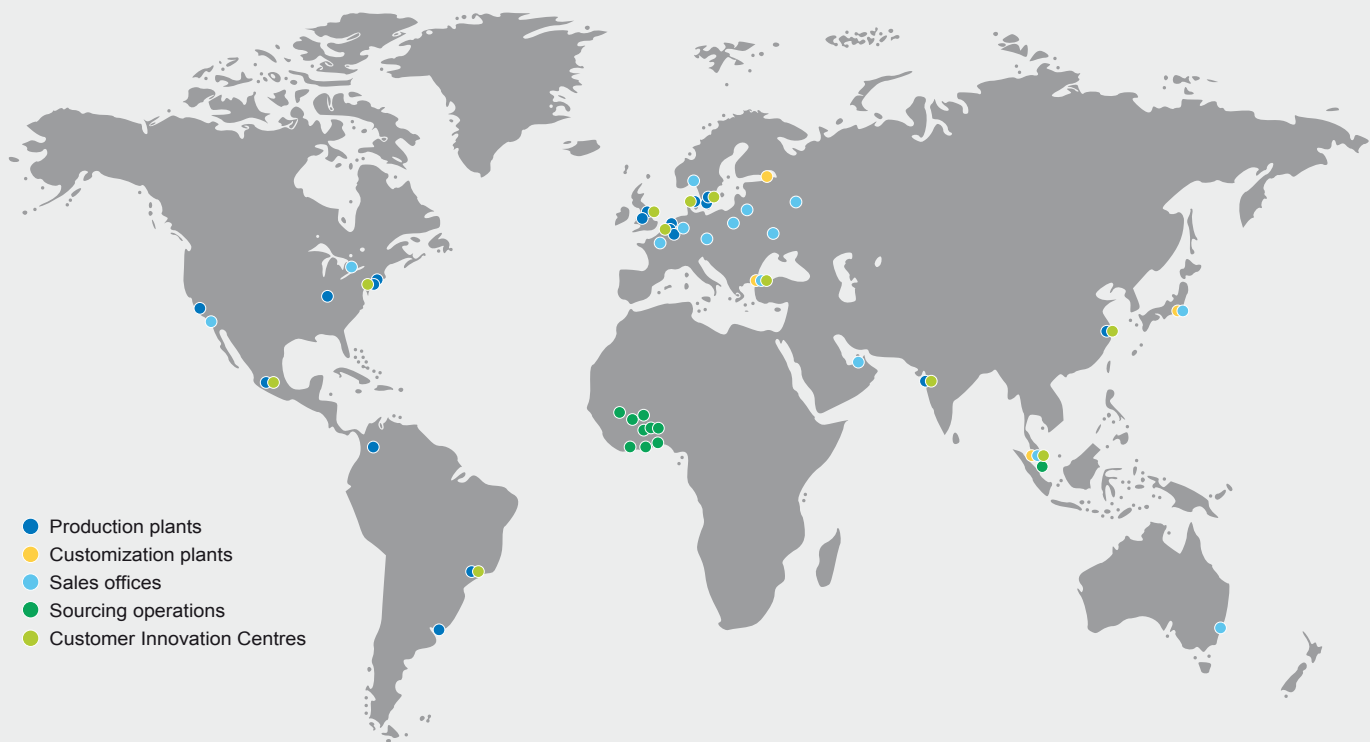 Production plants
Customization plants
Sales offices
Sourcing operations
Customer Innovation Centres